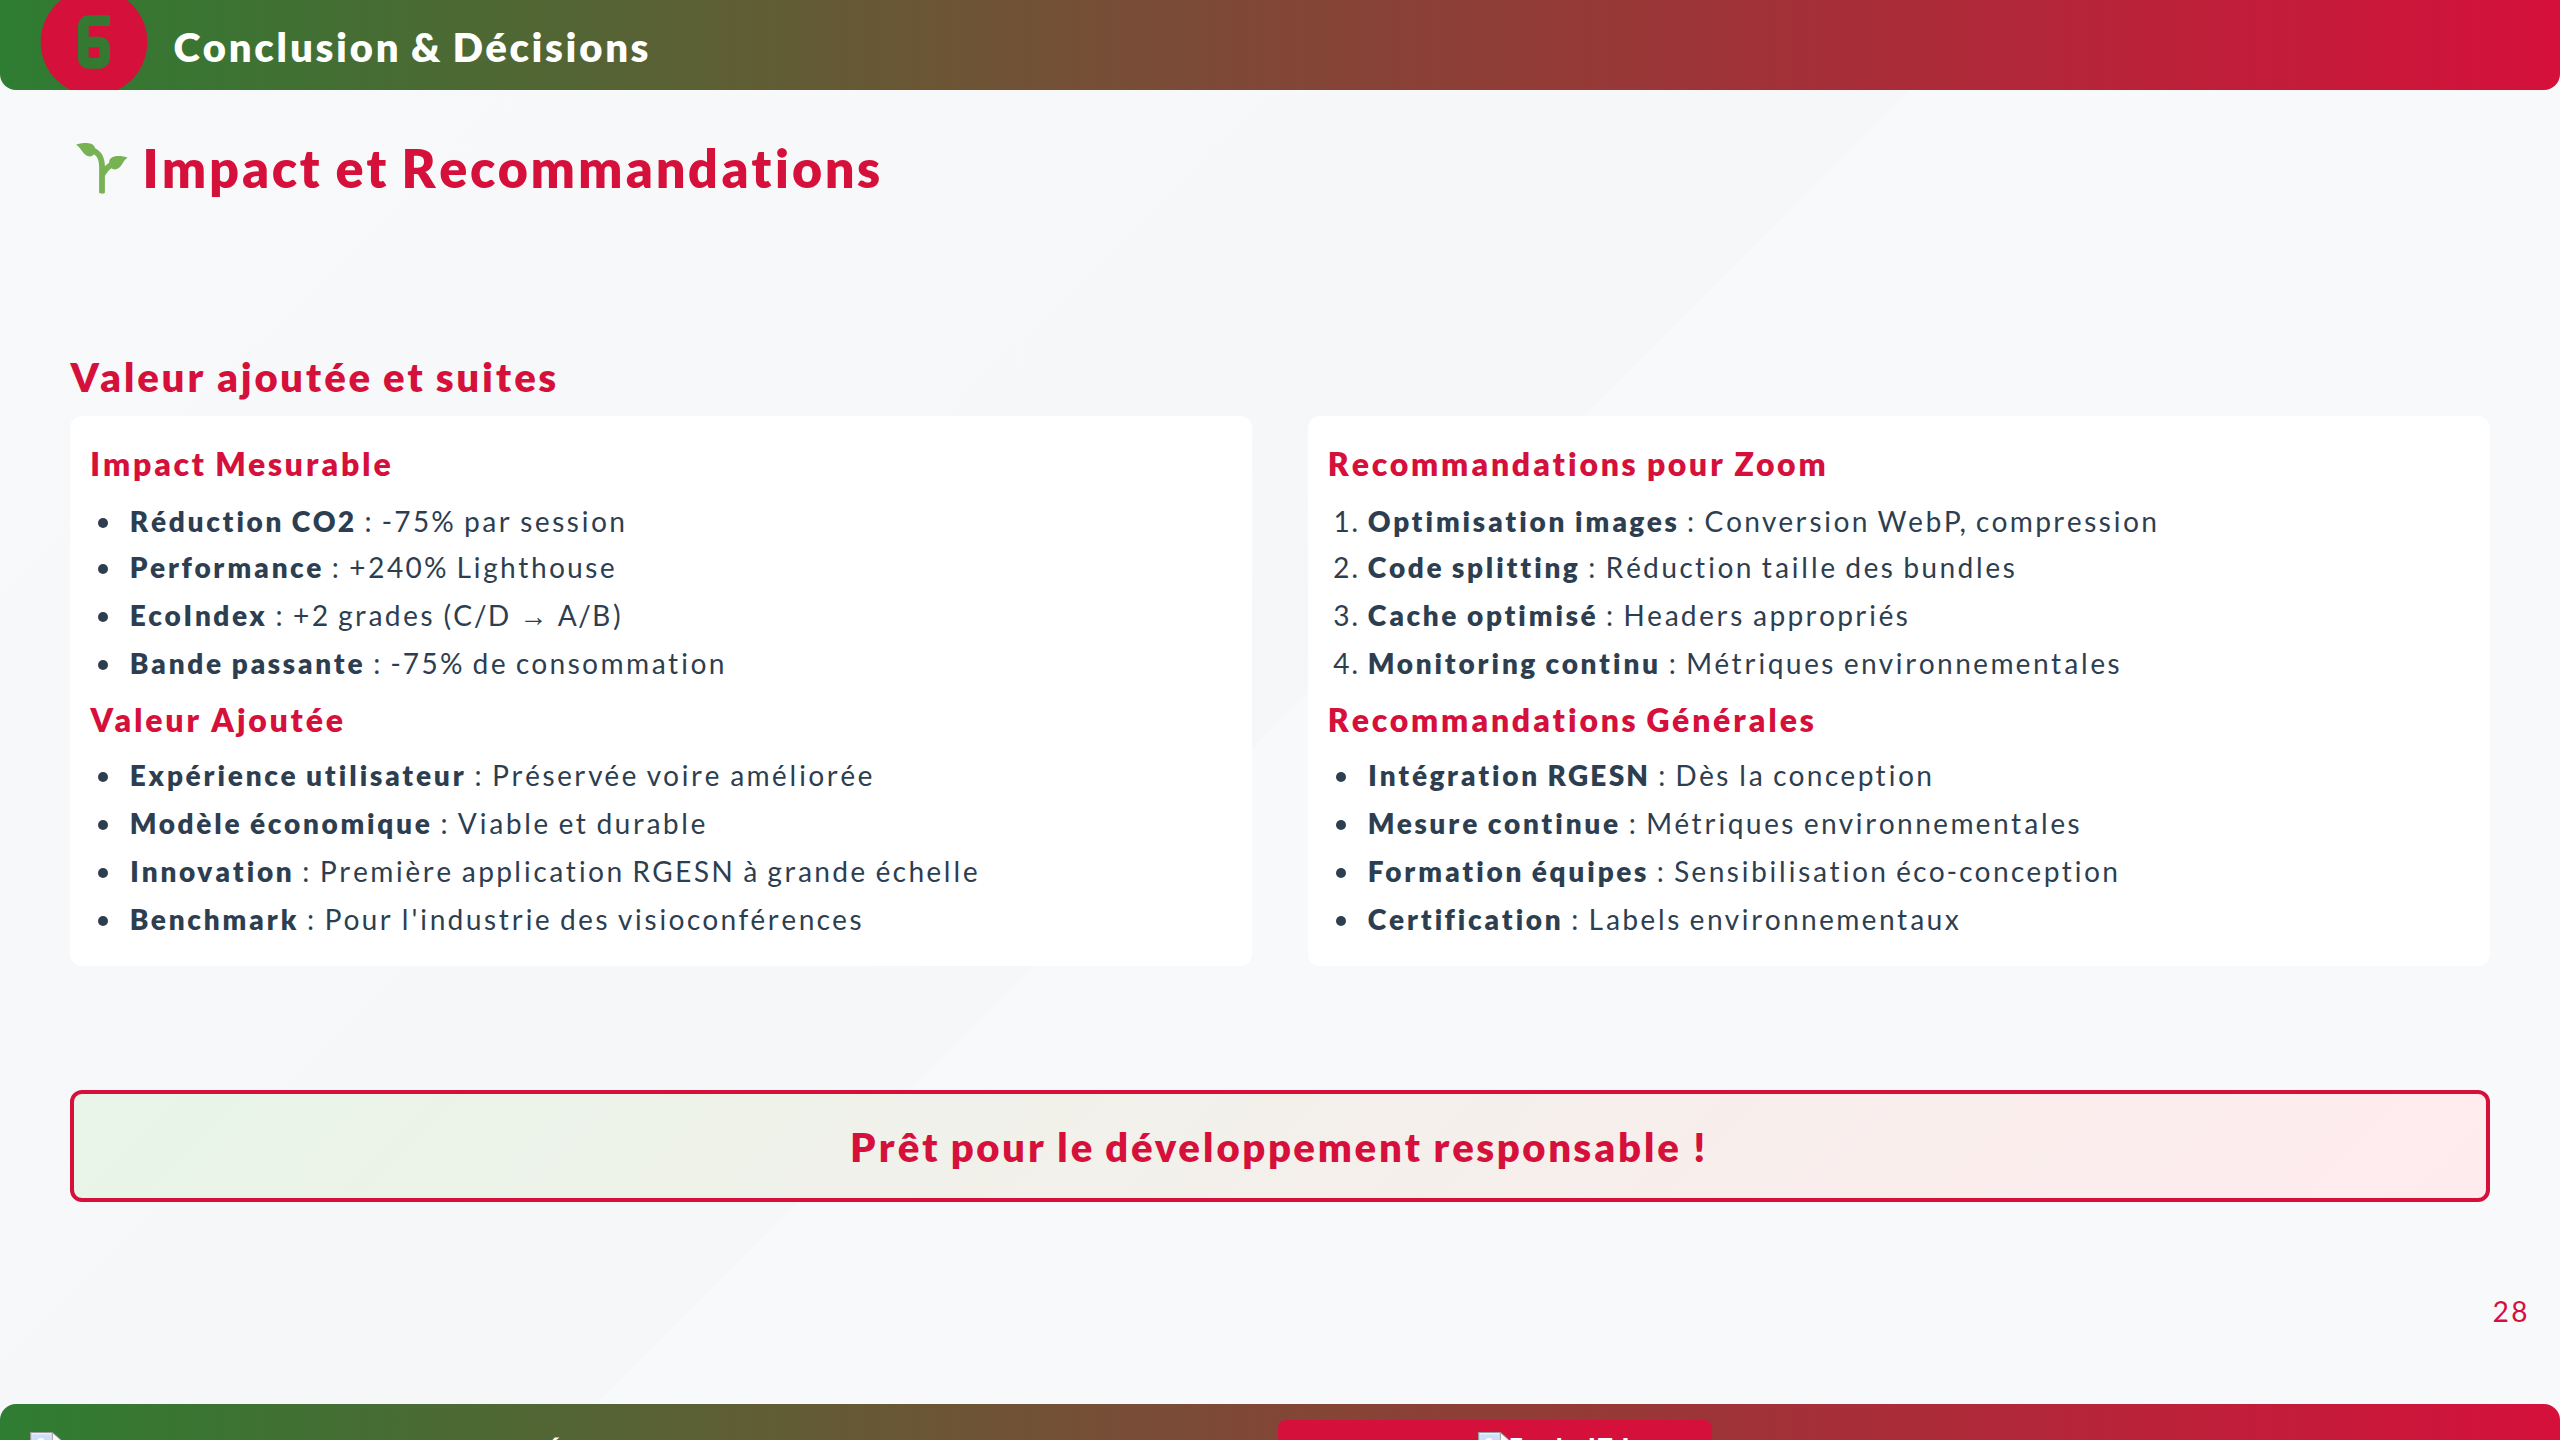 6
Conclusion & Décisions
Impact et Recommandations
Valeur ajoutée et suites
Impact Mesurable
• Réduction CO2 : -75% par session
• Performance : +240% Lighthouse
• EcoIndex : +2 grades (C/D → A/B)
• Bande passante : -75% de consommation
Valeur Ajoutée
• Expérience utilisateur : Préservée voire améliorée
• Modèle économique : Viable et durable
• Innovation : Première application RGESN à grande échelle
• Benchmark : Pour l'industrie des visioconférences
Recommandations pour Zoom
1. Optimisation images : Conversion WebP, compression
2. Code splitting : Réduction taille des bundles
3. Cache optimisé : Headers appropriés
4. Monitoring continu : Métriques environnementales
Recommandations Générales
• Intégration RGESN : Dès la conception
• Mesure continue : Métriques environnementales
• Formation équipes : Sensibilisation éco-conception
• Certification : Labels environnementaux
Prêt pour le développement responsable !
28